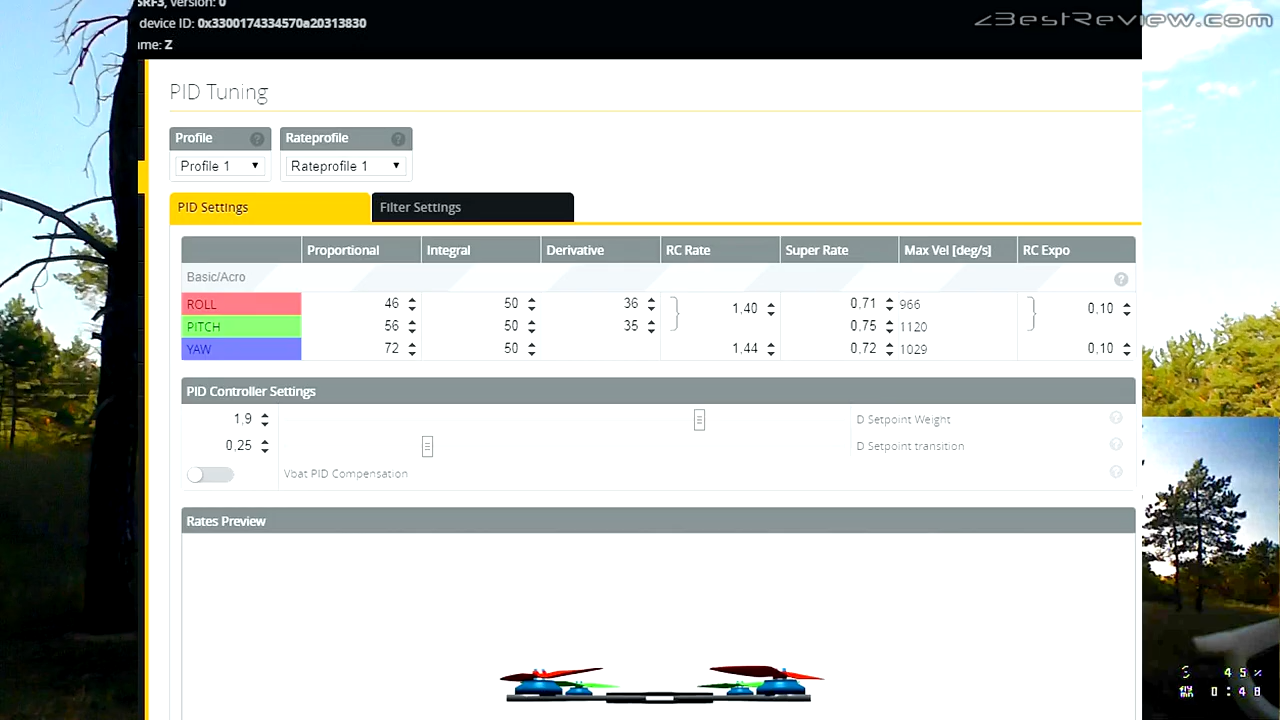 SRF3, version: 0
device ID: 0x3300174334570a20313830
me: Z
zBestReview.com
PID Tuning
Profile
Rateprofile
Profile 1
Rateprofile 1
PID Settings
Filter Settings
Proportional Integral Derivative RC Rate Super Rate Max Vel [deg/s] RC Expo
Basic/Acro
ROLL 46 50 36 1,40 0,71 966 0,10
PITCH 56 50 35 0,75 1120
YAW 72 50 1,44 0,72 1029 0,10
PID Controller Settings
1,9 D Setpoint Weight
0,25 D Setpoint transition
Vbat PID Compensation
Rates Preview
45%
0:48